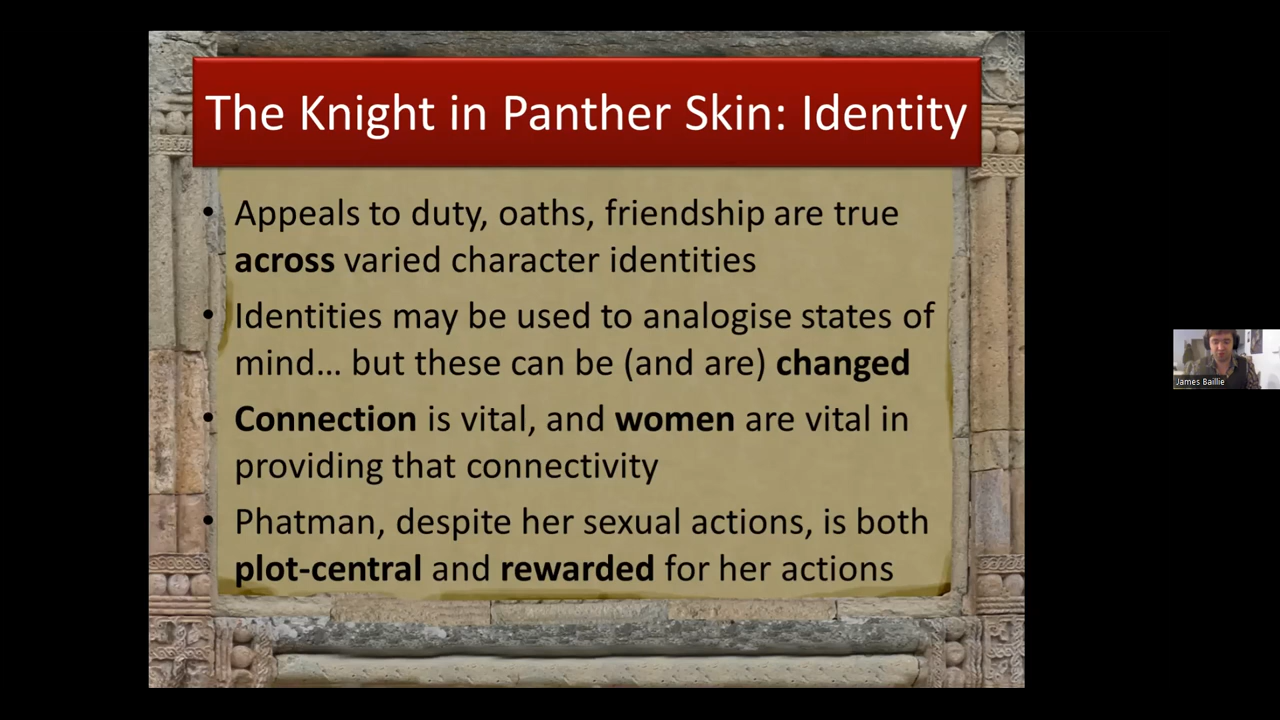 The Knight in Panther Skin: Identity
• Appeals to duty, oaths, friendship are true
across varied character identities
• Identities may be used to analogise states of
mind… but these can be (and are) changed
• Connection is vital, and women are vital in
providing that connectivity
• Phatman, despite her sexual actions, is both
plot-central and rewarded for her actions
James Baillie